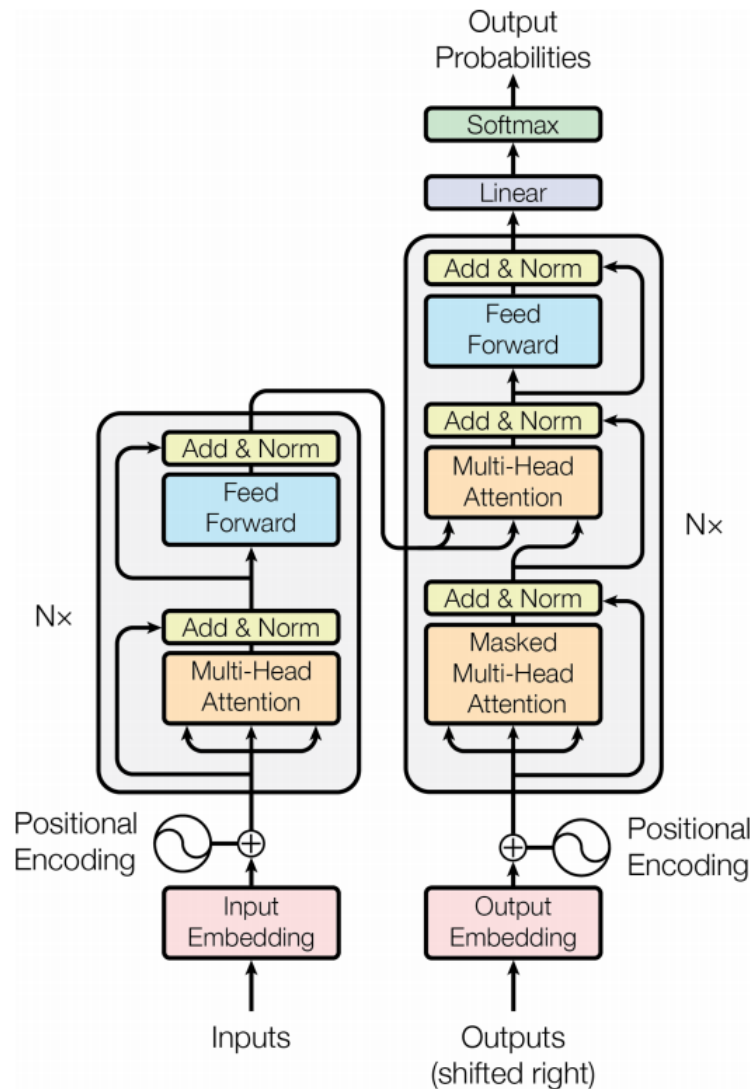 Output
Probabilities
Softmax
Linear
Add & Norm
Feed
Forward
Add & Norm
Multi-Head
Attention
Add & Norm
Masked
Multi-Head
Attention
N×
Add & Norm
Feed
Forward
Add & Norm
Multi-Head
Attention
N×
Positional
Encoding
Positional
Encoding
Input
Embedding
Output
Embedding
Inputs
Outputs
(shifted right)